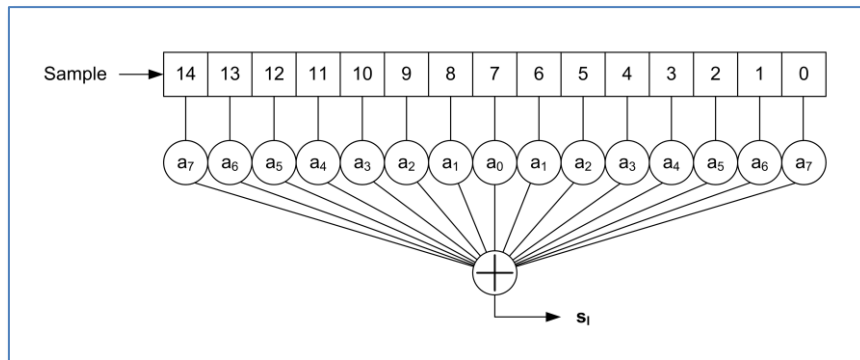 Sample 14 13 12 11 10 9 8 7 6 5 4 3 2 1 0
a₇ a₆ a₅ a₄ a₃ a₂ a₁ a₀ a₁ a₂ a₃ a₄ a₅ a₆ a₇
sₗ